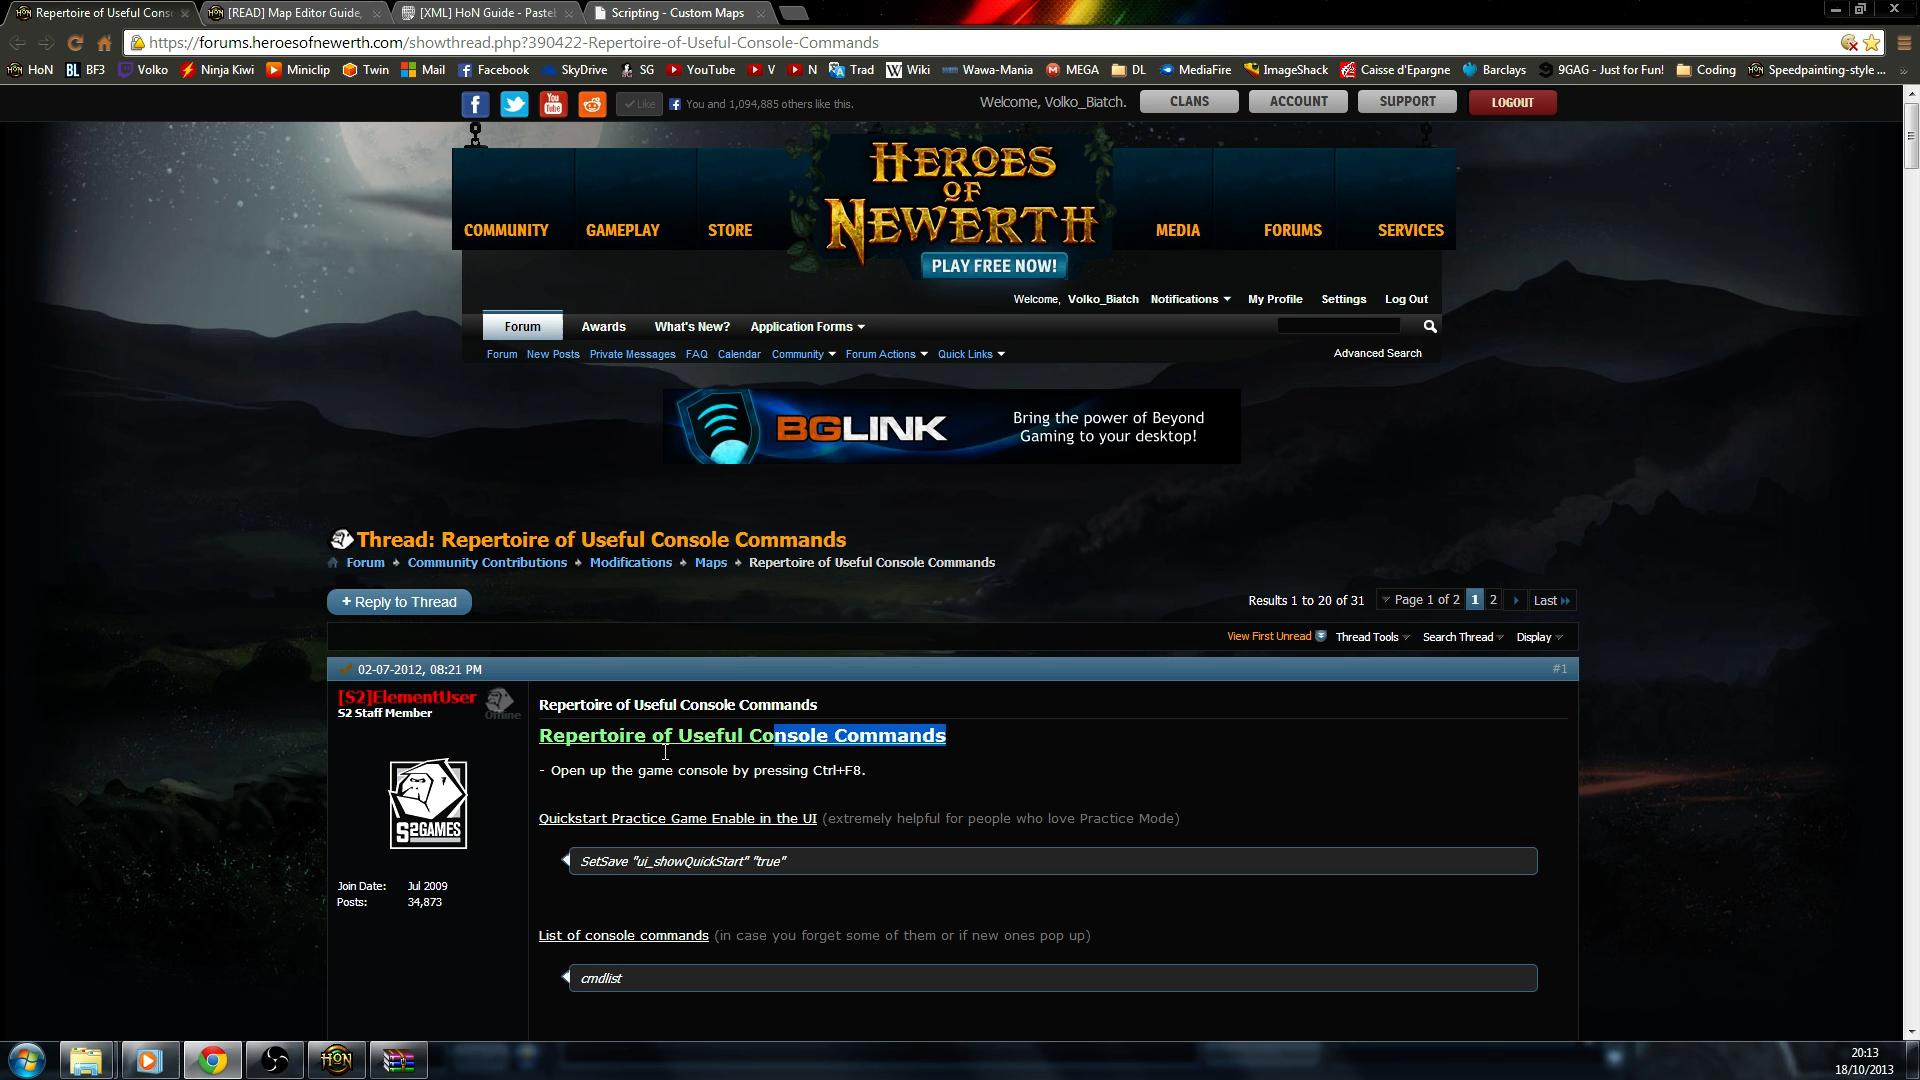 Repertoire of Useful Cons
[READ] Map Editor Guide,
[XML] HoN Guide - Pastel
Scripting - Custom Maps
https://forums.heroesofnewerth.com/showthread.php?390422-Repertoire-of-Useful-Console-Commands
HoN
BL BF3
Volko
Ninja Kiwi
Miniclip
Twin
Mail
Facebook
SkyDrive
SG
YouTube
V
N
Trad
W Wiki
Wawa-Mania
MEGA
DL
MediaFire
ImageShack
Caisse d'Epargne
Barclays
9GAG - Just for Fun!
Coding
Speedpainting-style ...
You Tube
Like
You and 1,094,885 others like this.
Welcome, Volko_Biatch.
CLANS
ACCOUNT
SUPPORT
LOGOUT
HEROES
OF
NEWERTH
COMMUNITY
GAMEPLAY
STORE
MEDIA
FORUMS
SERVICES
PLAY FREE NOW!
Welcome, Volko_Biatch Notifications My Profile Settings Log Out
Forum Awards What's New? Application Forms
Forum New Posts Private Messages FAQ Calendar Community Forum Actions Quick Links
Advanced Search
BGLINK
Bring the power of Beyond
Gaming to your desktop!
Thread: Repertoire of Useful Console Commands
Forum Community Contributions Modifications Maps Repertoire of Useful Console Commands
+ Reply to Thread
Results 1 to 20 of 31
Page 1 of 2 1 2 Last
View First Unread Thread Tools Search Thread Display
02-07-2012, 08:21 PM
#1
[S2]ElementUser
S2 Staff Member
Offline
S2GAMES
Join Date: Jul 2009
Posts: 34,873
Repertoire of Useful Console Commands
Repertoire of Useful Console Commands
- Open up the game console by pressing Ctrl+F8.
Quickstart Practice Game Enable in the UI (extremely helpful for people who love Practice Mode)
SetSave "ui_showQuickStart" "true"
List of console commands (in case you forget some of them or if new ones pop up)
cmdlist
HON
20:13
18/10/2013